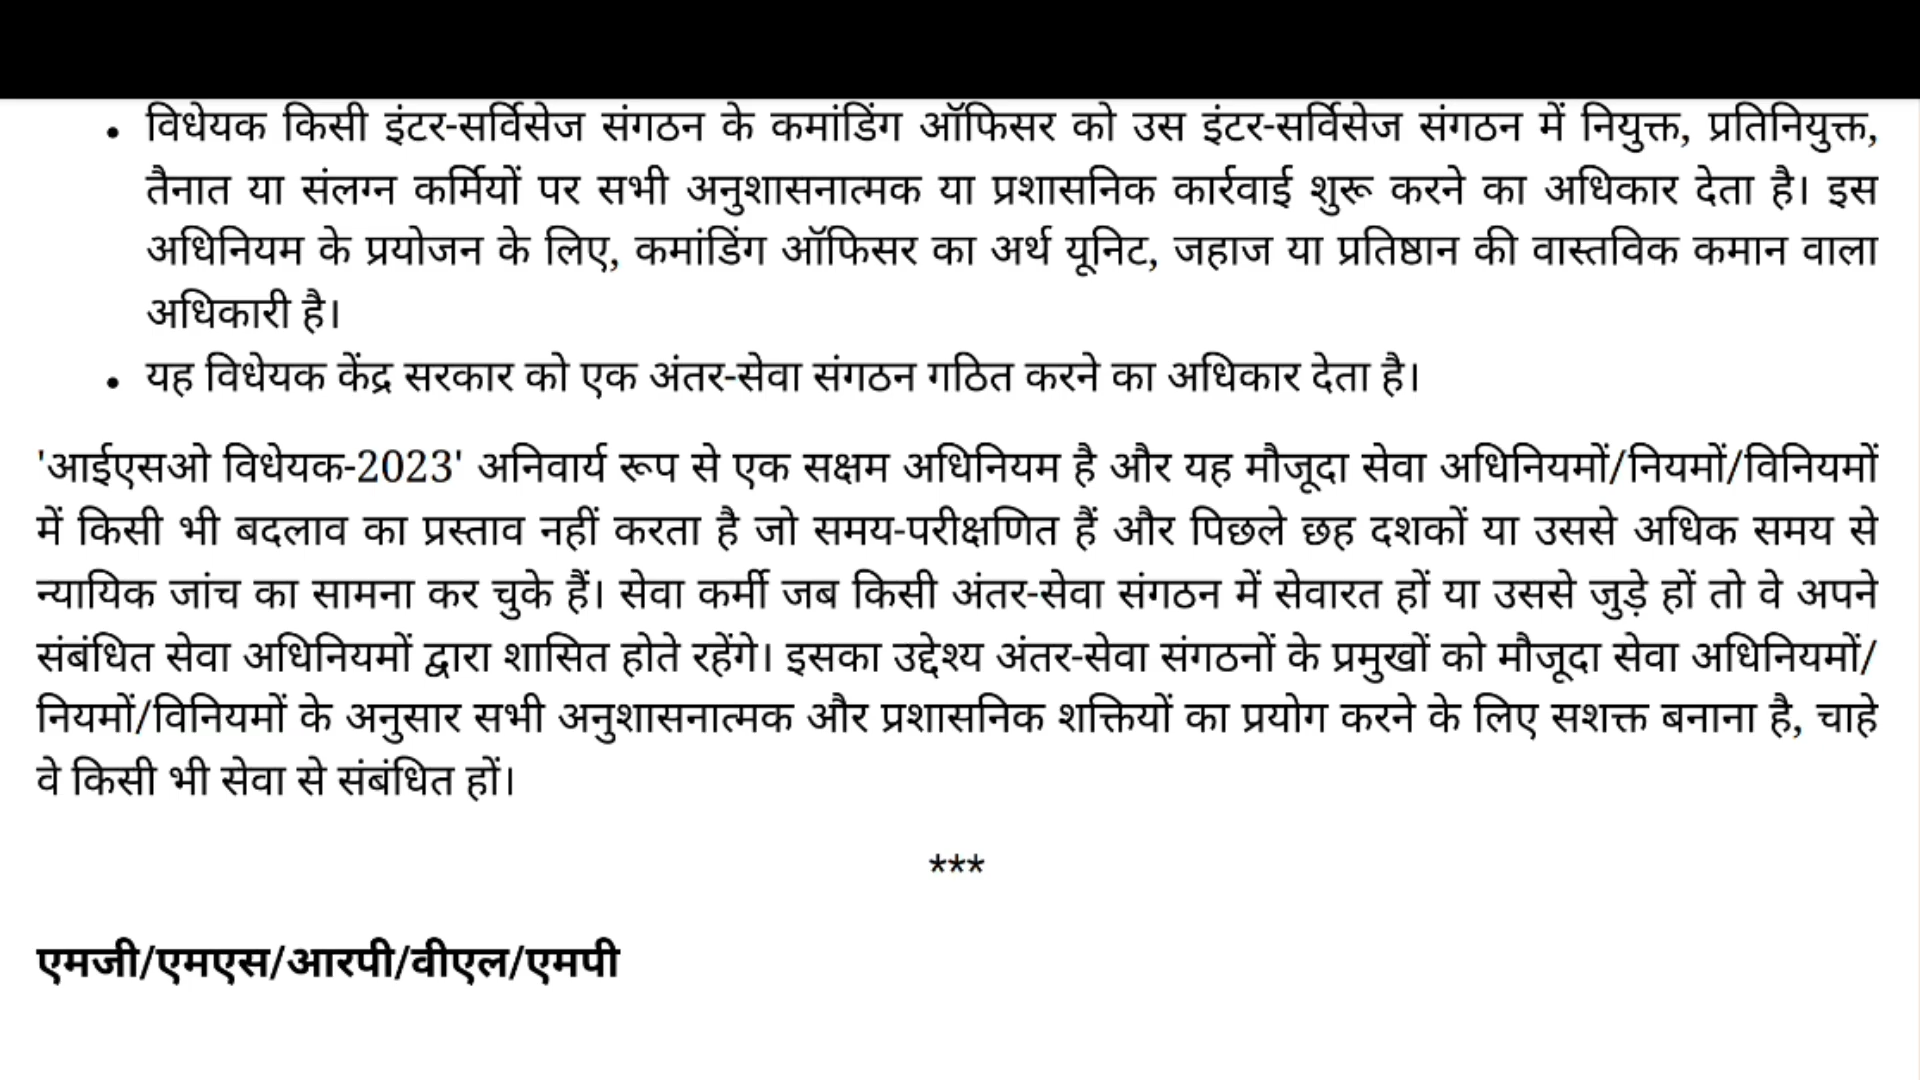 • विधेयक किसी इंटर-सर्विसेज संगठन के कमांडिंग ऑफिसर को उस इंटर-सर्विसेज संगठन में नियुक्त, प्रतिनियुक्त,
तैनात या संलग्न कर्मियों पर सभी अनुशासनात्मक या प्रशासनिक कार्रवाई शुरू करने का अधिकार देता है। इस
अधिनियम के प्रयोजन के लिए, कमांडिंग ऑफिसर का अर्थ यूनिट, जहाज या प्रतिष्ठान की वास्तविक कमान वाला
अधिकारी है।
• यह विधेयक केंद्र सरकार को एक अंतर-सेवा संगठन गठित करने का अधिकार देता है।
'आईएसओ विधेयक-2023' अनिवार्य रूप से एक सक्षम अधिनियम है और यह मौजूदा सेवा अधिनियमों/नियमों/विनियमों
में किसी भी बदलाव का प्रस्ताव नहीं करता है जो समय-परीक्षणित हैं और पिछले छह दशकों या उससे अधिक समय से
न्यायिक जांच का सामना कर चुके हैं। सेवा कर्मी जब किसी अंतर-सेवा संगठन में सेवारत हों या उससे जुड़े हों तो वे अपने
संबंधित सेवा अधिनियमों द्वारा शासित होते रहेंगे। इसका उद्देश्य अंतर-सेवा संगठनों के प्रमुखों को मौजूदा सेवा अधिनियमों/
नियमों/विनियमों के अनुसार सभी अनुशासनात्मक और प्रशासनिक शक्तियों का प्रयोग करने के लिए सशक्त बनाना है, चाहे
वे किसी भी सेवा से संबंधित हों।
***
एमजी/एमएस/आरपी/वीएल/एमपी